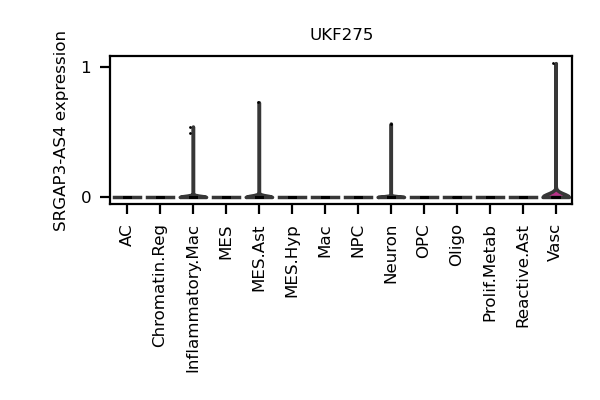 UKF275
SRGAP3-AS4 expression
1
0
AC
Chromatin.Reg
Inflammatory.Mac
MES
MES.Ast
MES.Hyp
Mac
NPC
Neuron
OPC
Oligo
Prolif.Metab
Reactive.Ast
Vasc